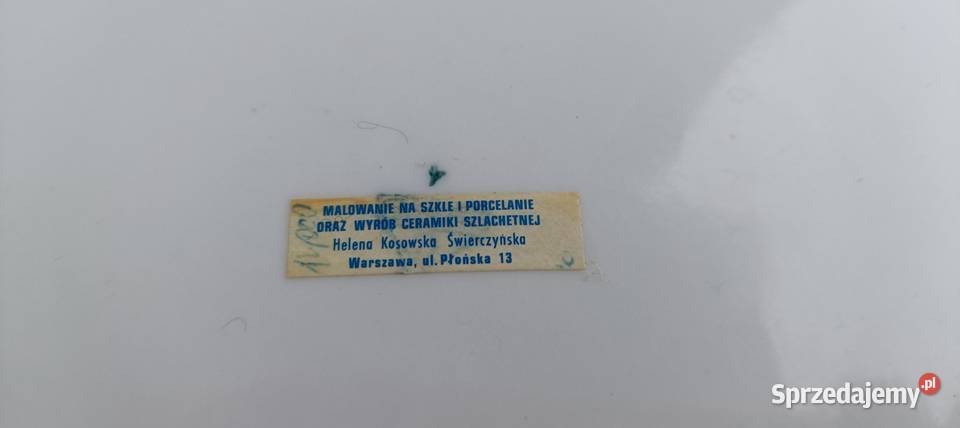 MALOWANIE NA SZKLE I PORCELANIE
ORAZ WYRÓB CERAMIKI SZLACHETNEJ
Helena Kosowska Świerczyńska
Warszawa, ul. Płońska 13
Sprzedajemy.pl